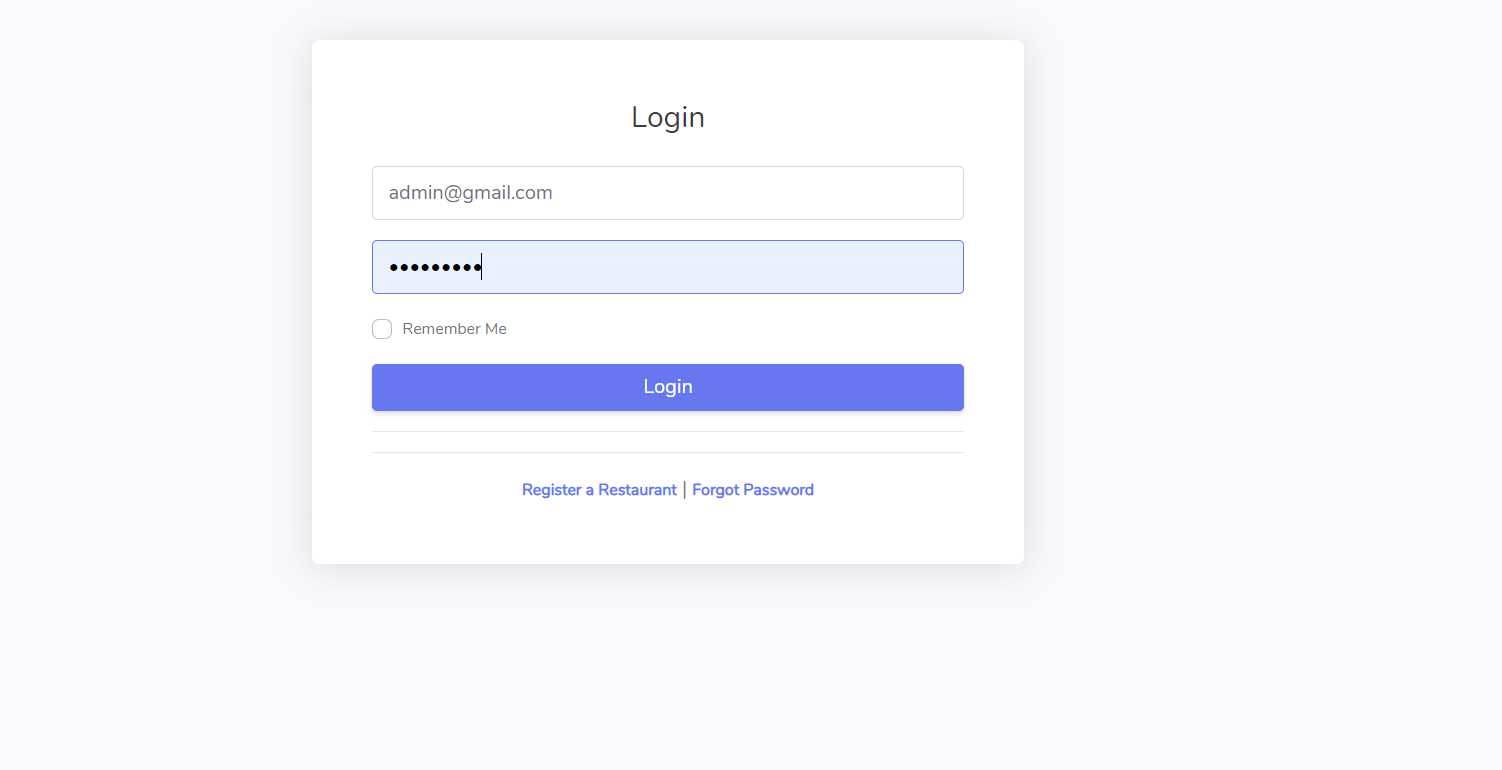 Login
admin@gmail.com
•••••••••
Remember Me
Login
Register a Restaurant | Forgot Password